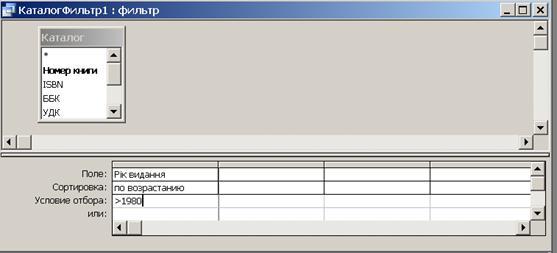 КаталогФильтр1 : фильтр
Каталог
*
Номер книги
ISBN
ББК
УДК
Поле: Рік видання
Сортировка: по возрастанию
Условие отбора: >1980
или: